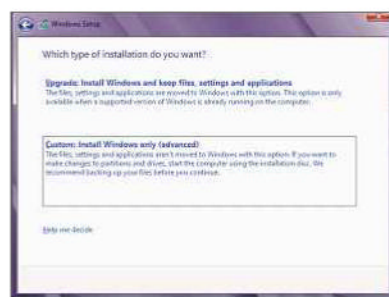 Windows Setup
Which type of installation do you want?
Upgrade: Install Windows and keep files, settings and applications
The files, settings and applications are moved to Windows with this option. This option is only
available when a supported version of Windows is already running on the computer.
Custom: Install Windows only (advanced)
The files, settings and applications aren't moved to Windows with this option. If you want to
make changes to partitions and drives, start the computer using the installation disc. We
recommend backing up your files before you continue.
Help me decide